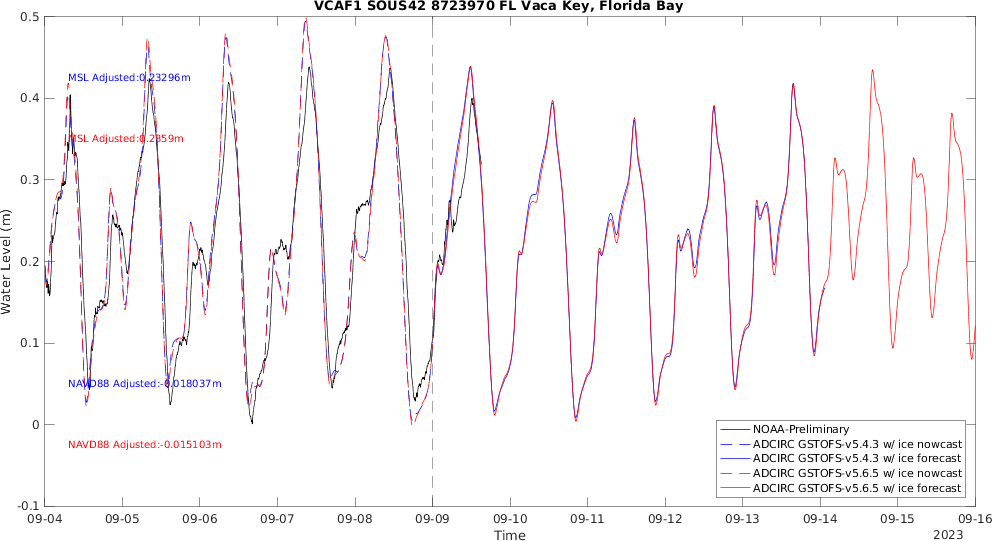 VCAF1 SOUS42 8723970 FL Vaca Key, Florida Bay
0.5
0.4
0.3
0.2
0.1
0
-0.1
Water Level (m)
MSL Adjusted:0.23296m
MSL Adjusted:0.2359m
NAVD88 Adjusted:-0.018037m
NAVD88 Adjusted:-0.015103m
NOAA-Preliminary
ADCIRC GSTOFS-v5.4.3 w/ ice nowcast
ADCIRC GSTOFS-v5.4.3 w/ ice forecast
ADCIRC GSTOFS-v5.6.5 w/ ice nowcast
ADCIRC GSTOFS-v5.6.5 w/ ice forecast
09-04 09-05 09-06 09-07 09-08 09-09 09-10 09-11 09-12 09-13 09-14 09-15 09-16
Time
2023